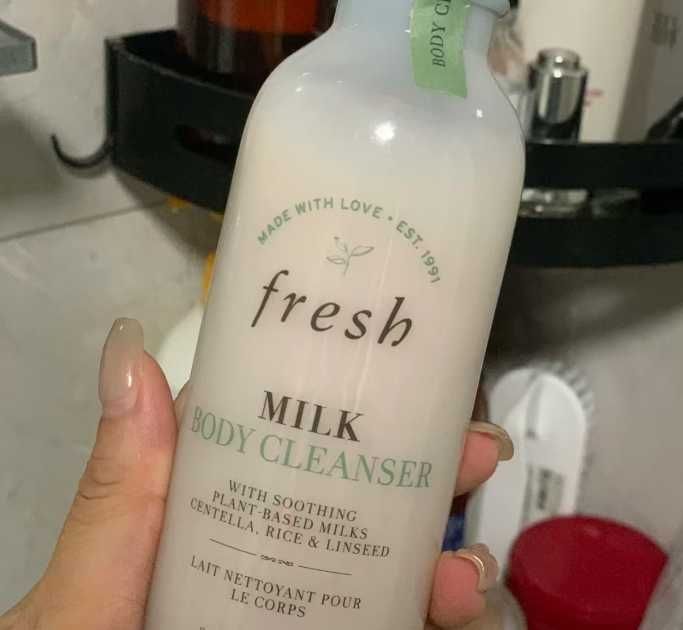 BODY CL
MADE WITH LOVE • EST. 1991
fresh
MILK
BODY CLEANSER
WITH SOOTHING
PLANT-BASED MILKS
CENTELLA, RICE & LINSEED
LAIT NETTOYANT POUR
LE CORPS